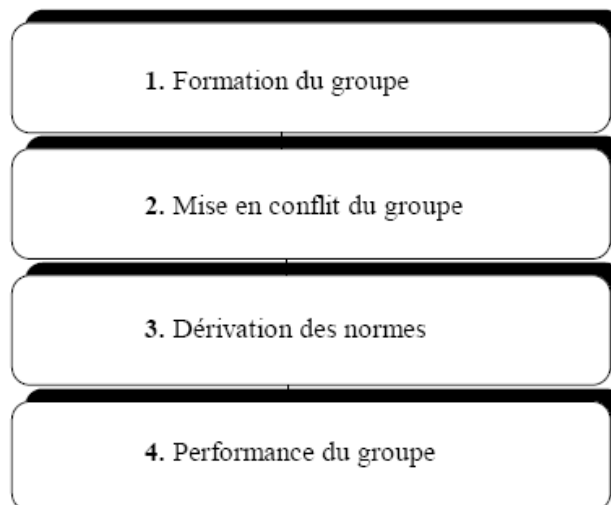 1. Formation du groupe
2. Mise en conflit du groupe
3. Dérivation des normes
4. Performance du groupe